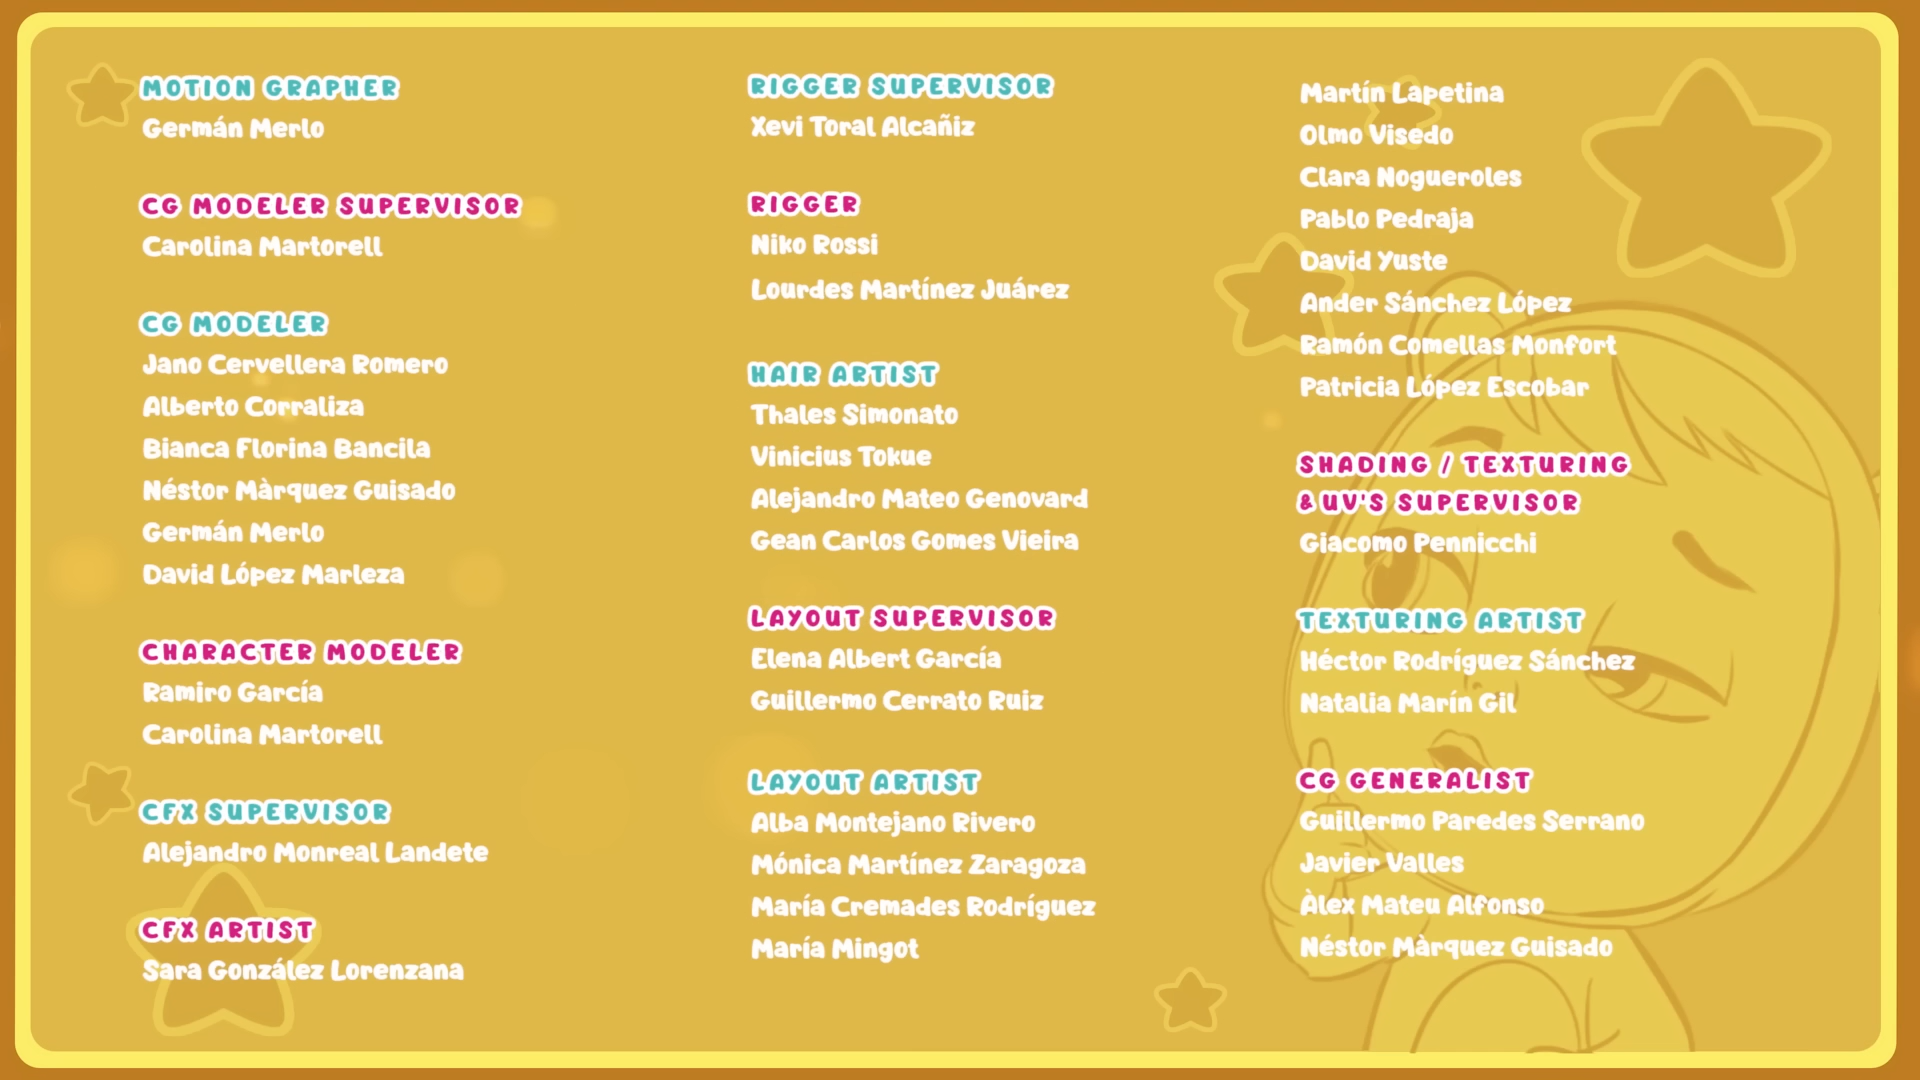 MOTION GRAPHER
Germán Merlo
CG MODELER SUPERVISOR
Carolina Martorell
CG MODELER
Jano Cervellera Romero
Alberto Corraliza
Bianca Florina Bancila
Néstor Màrquez Guisado
Germán Merlo
David López Marleza
CHARACTER MODELER
Ramiro García
Carolina Martorell
CFX SUPERVISOR
Alejandro Monreal Landete
CFX ARTIST
Sara González Lorenzana
RIGGER SUPERVISOR
Xevi Toral Alcañiz
RIGGER
Niko Rossi
Lourdes Martínez Juárez
HAIR ARTIST
Thales Simonato
Vinicius Tokue
Alejandro Mateo Genovard
Gean Carlos Gomes Vieira
LAYOUT SUPERVISOR
Elena Albert García
Guillermo Cerrato Ruiz
LAYOUT ARTIST
Alba Montejano Rivero
Mónica Martínez Zaragoza
María Cremades Rodríguez
María Mingot
Martín Lapetina
Olmo Visedo
Clara Nogueroles
Pablo Pedraja
David Yuste
Ander Sánchez López
Ramón Comellas Monfort
Patricia López Escobar
SHADING / TEXTURING
& UV'S SUPERVISOR
Giacomo Pennicchi
TEXTURING ARTIST
Héctor Rodríguez Sánchez
Natalia Marín Gil
CG GENERALIST
Guillermo Paredes Serrano
Javier Valles
Àlex Mateu Alfonso
Néstor Màrquez Guisado